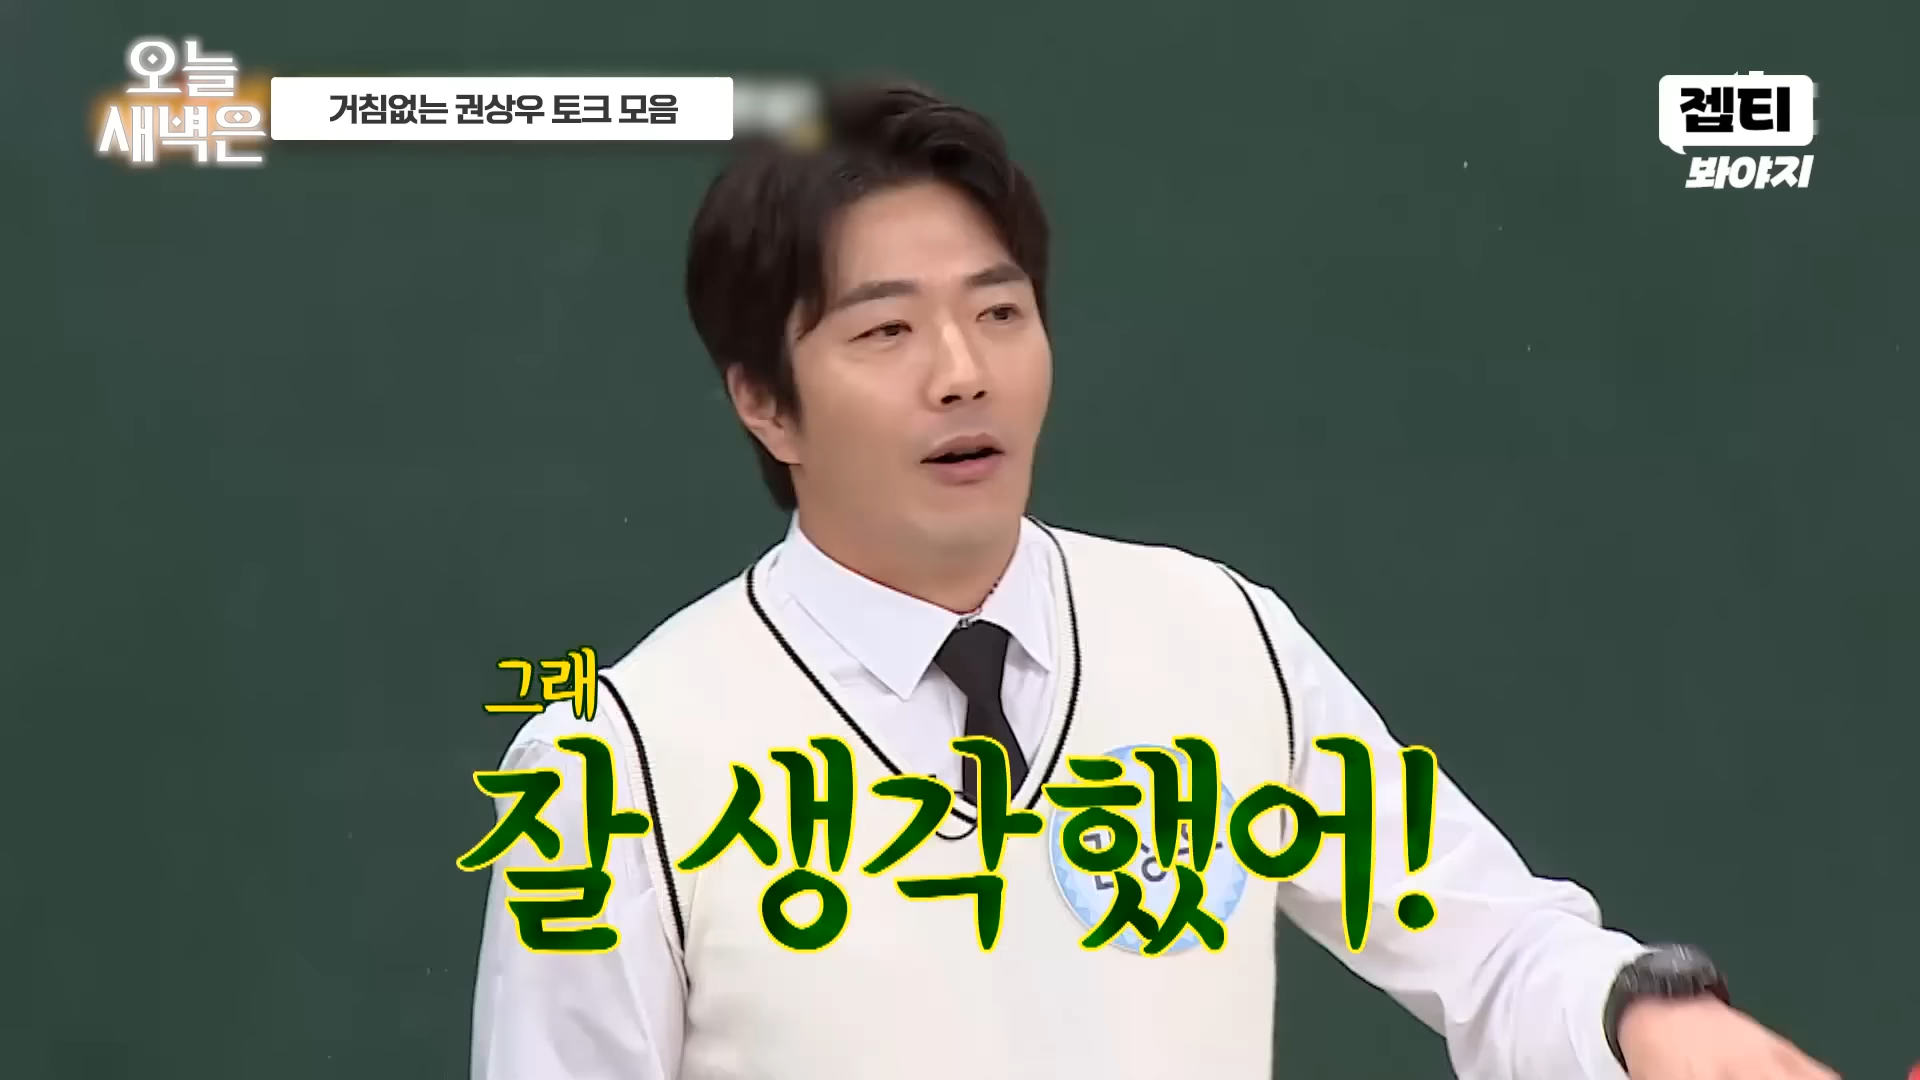 오늘
새벽은
거침없는 권상우 토크 모음
젭티
봐야지
그래
잘 생각했어!